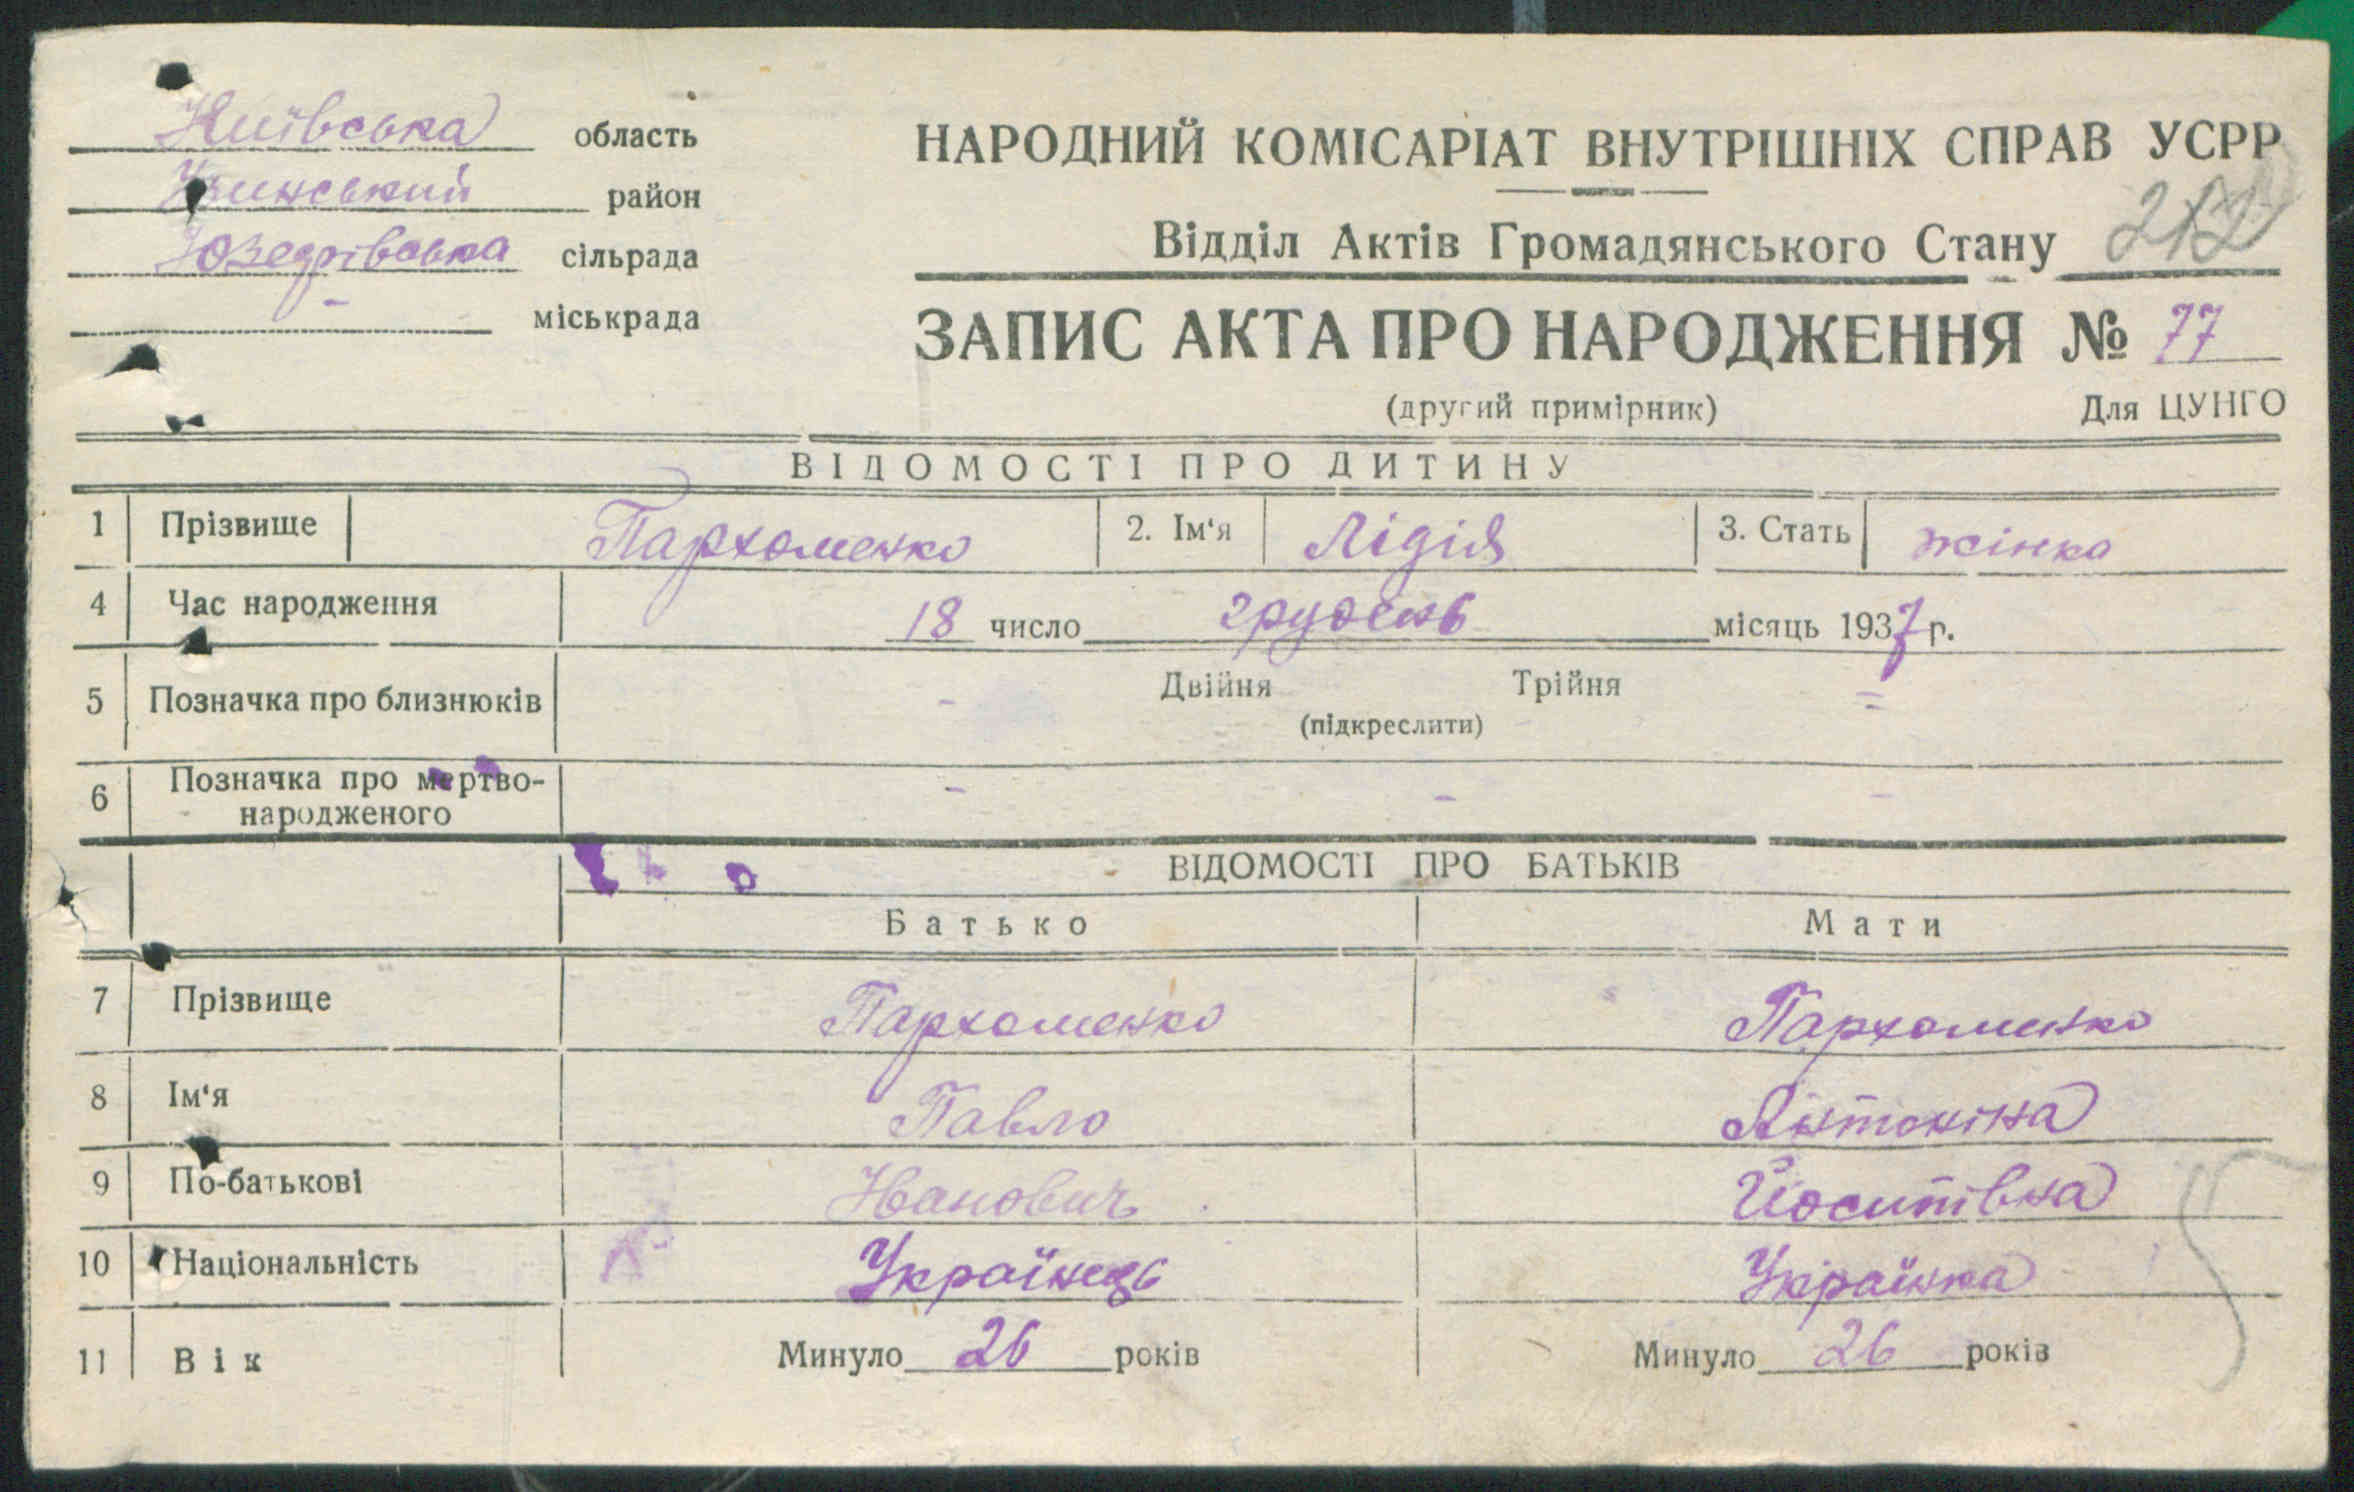 Київська область
район
сільрада
- міськрада
НАРОДНИЙ КОМІСАРІАТ ВНУТРІШНІХ СПРАВ УСРР
Відділ Актів Громадянського Стану 212
ЗАПИС АКТА ПРО НАРОДЖЕННЯ № 77
(другий примірник) Для ЦУНГО
ВІДОМОСТІ ПРО ДИТИНУ
1 Прізвище Пархоменко 2. Ім'я Лідія 3. Стать жінка
4 Час народження 18 число грудень місяць 1937 р.
5 Позначка про близнюків - Двійня Трійня =
(підкреслити)
6 Позначка про мертво-
народженого - - -
ВІДОМОСТІ ПРО БАТЬКІВ
Батько Мати
7 Прізвище Пархоменко Пархоменко
8 Ім'я Павло Антоніна
9 По-батькові Іванович Йосипівна
10 Національність Українець Українка
11 Вік Минуло 26 років Минуло 26 років